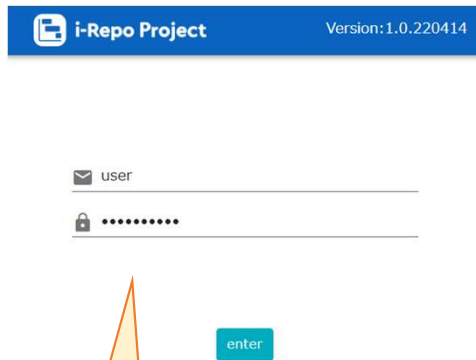 i-Repo Project
Version:1.0.220414
user
••••••••••
enter